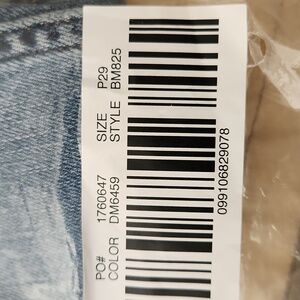 PO# 1760647 SIZE P29
COLOR DM6459 STYLE BM825
099106829078